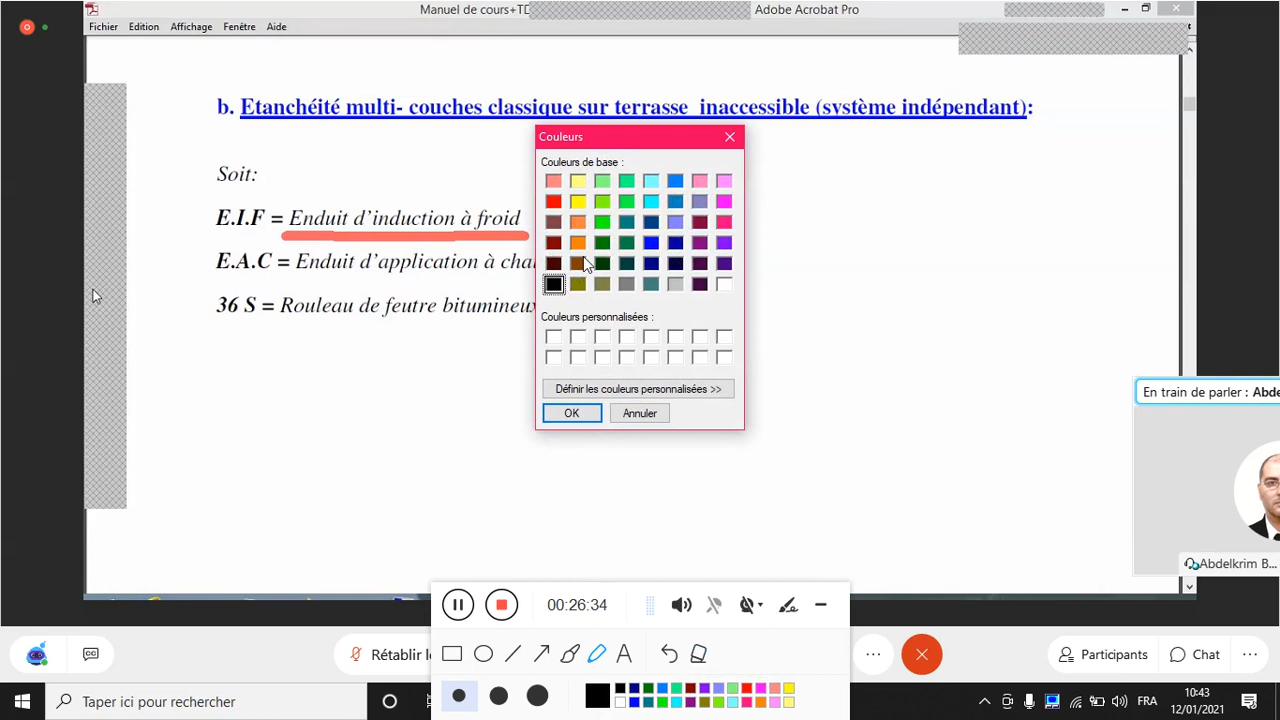 Manuel de cours+TD
Adobe Acrobat Pro
Fichier Edition Affichage Fenêtre Aide
b. Etanchéité multi- couches classique sur terrasse inaccessible (système indépendant):
Soit:
E.I.F = Enduit d’induction à froid
E.A.C = Enduit d’application à
36 S = Rouleau de feutre bitumineux
Couleurs
Couleurs de base :
Couleurs personnalisées :
Définir les couleurs personnalisées >>
OK Annuler
En train de parler :
Abdelkrim B...
00:26:34
A
CC
Rétablir
Participants
Chat
Taper ici pour rechercher
FRA
10:43
12/01/2021